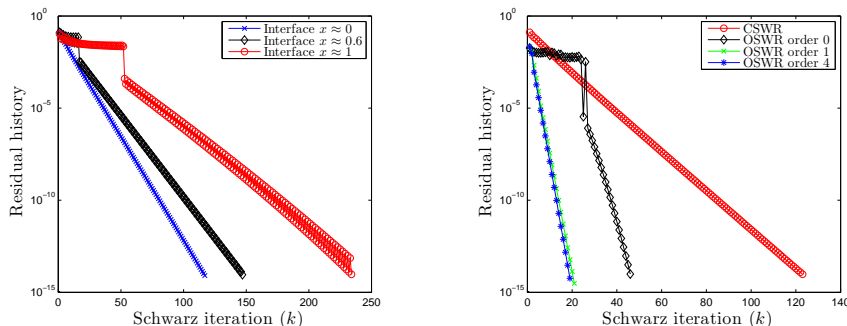 10^0
10^-5
10^-10
10^-15
Residual history
0
50
100
150
200
250
Schwarz iteration (k)
Interface x ≈ 0
Interface x ≈ 0.6
Interface x ≈ 1
10^0
10^-5
10^-10
10^-15
Residual history
0
20
40
60
80
100
120
140
Schwarz iteration (k)
CSWR
OSWR order 0
OSWR order 1
OSWR order 4